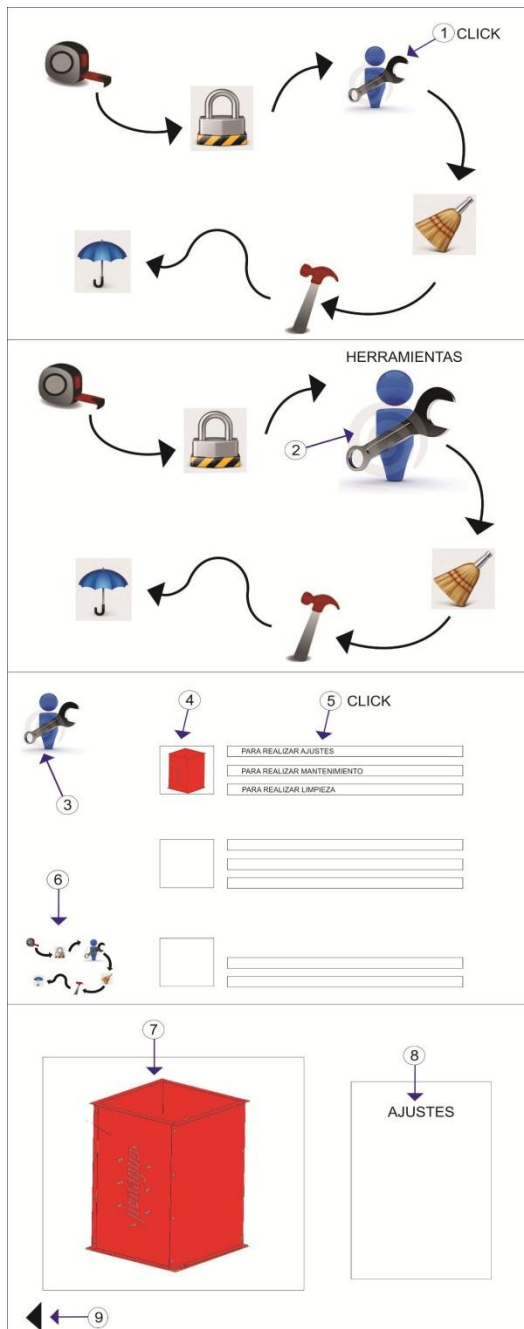 1 CLICK
HERRAMIENTAS
2
4
5 CLICK
PARA REALIZAR AJUSTES
PARA REALIZAR MANTENIMIENTO
PARA REALIZAR LIMPIEZA
3
6
7
8
AJUSTES
9